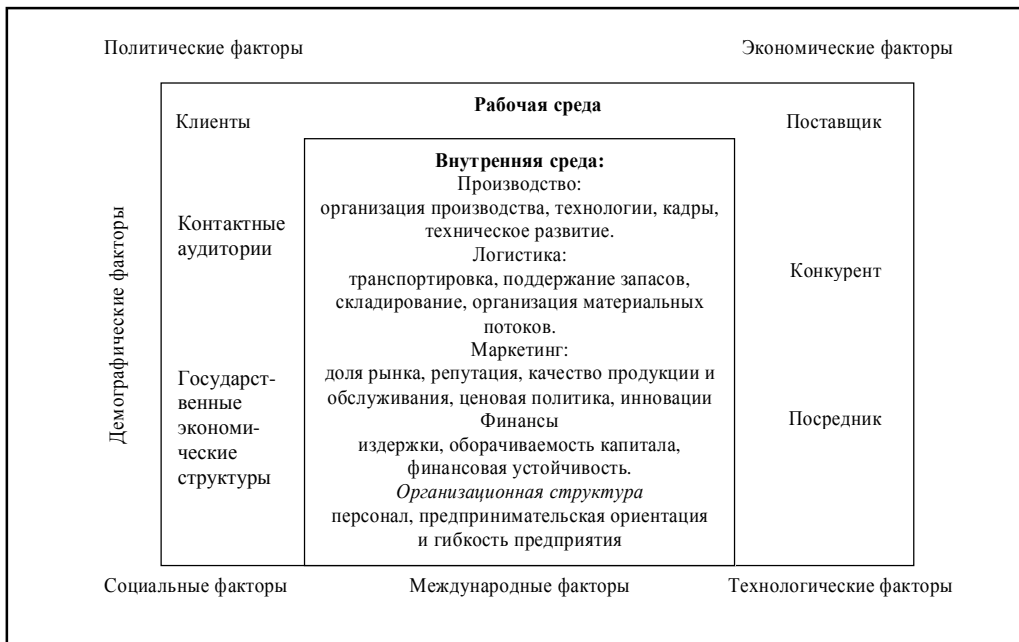 Политические факторы
Экономические факторы
Рабочая среда
Клиенты
Поставщик
Внутренняя среда:
Производство:
организация производства, технологии, кадры,
техническое развитие.
Логистика:
транспортировка, поддержание запасов,
складирование, организация материальных
потоков.
Маркетинг:
доля рынка, репутация, качество продукции и
обслуживания, ценовая политика, инновации
Финансы
издержки, оборачиваемость капитала,
финансовая устойчивость.
Организационная структура
персонал, предпринимательская ориентация
и гибкость предприятия
Контактные
аудитории
Государст-
венные
экономи-
ческие
структуры
Конкурент
Посредник
Демографические факторы
Социальные факторы
Международные факторы
Технологические факторы